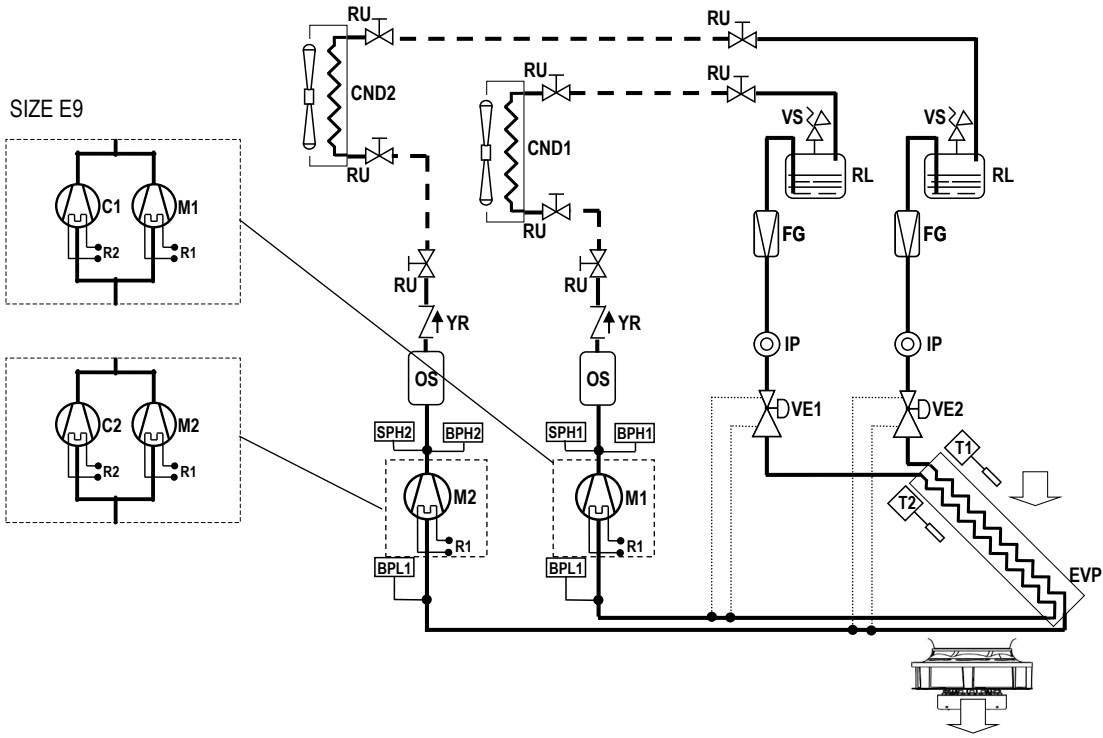 RU
RU
CND2
RU
RU
SIZE E9
VS
VS
CND1
RU
RL
RL
RU
C1
M1
R2
R1
FG
FG
RU
RU
YR
YR
IP
IP
OS
OS
VE1
VE2
C2
M2
R2
R1
SPH2
BPH2
SPH1
BPH1
T1
M2
M1
T2
R1
R1
BPL1
BPL1
EVP